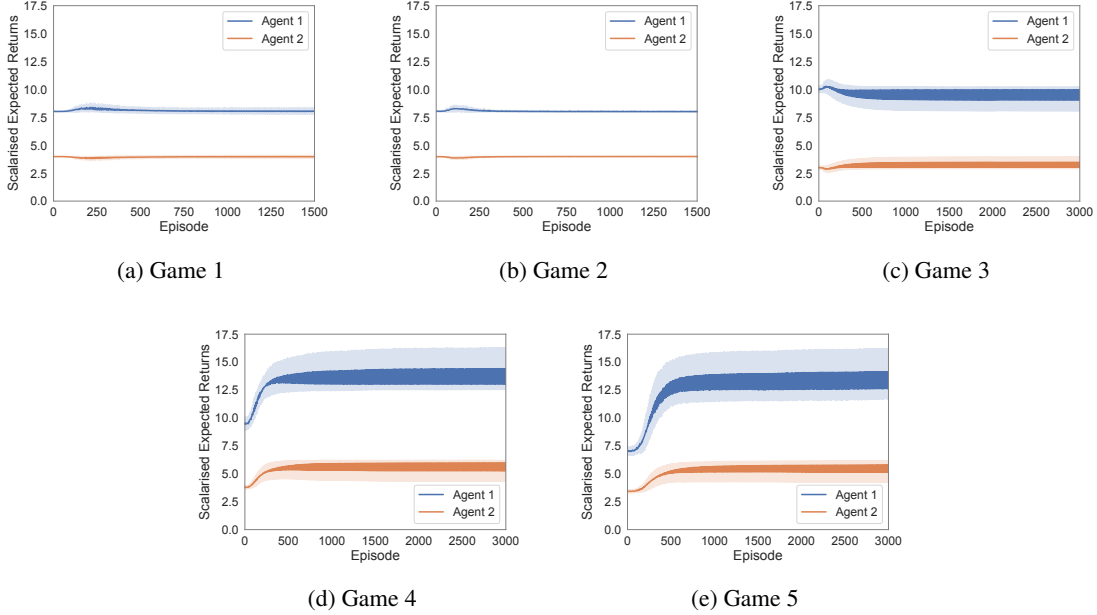 17.5
15.0
12.5
10.0
7.5
5.0
2.5
0.0
Scalarised Expected Returns
Agent 1
Agent 2
0 250 500 750 1000 1250 1500
Episode
(a) Game 1
17.5
15.0
12.5
10.0
7.5
5.0
2.5
0.0
Scalarised Expected Returns
Agent 1
Agent 2
0 250 500 750 1000 1250 1500
Episode
(b) Game 2
17.5
15.0
12.5
10.0
7.5
5.0
2.5
0.0
Scalarised Expected Returns
Agent 1
Agent 2
0 500 1000 1500 2000 2500 3000
Episode
(c) Game 3
17.5
15.0
12.5
10.0
7.5
5.0
2.5
0.0
Scalarised Expected Returns
Agent 1
Agent 2
0 500 1000 1500 2000 2500 3000
Episode
(d) Game 4
17.5
15.0
12.5
10.0
7.5
5.0
2.5
0.0
Scalarised Expected Returns
Agent 1
Agent 2
0 500 1000 1500 2000 2500 3000
Episode
(e) Game 5